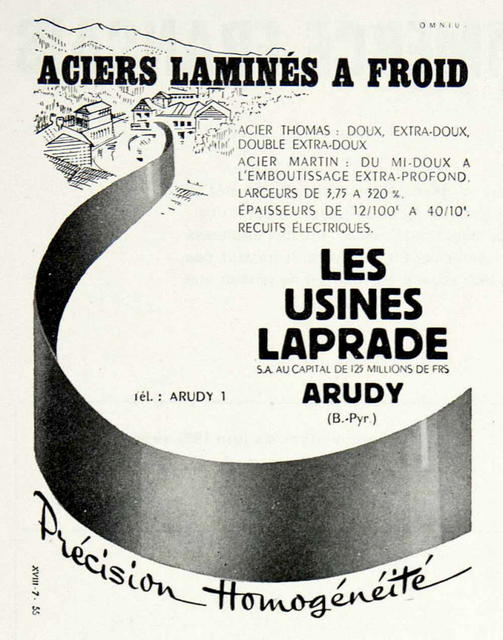 OMNIU
ACIERS LAMINÉS A FROID
ACIER THOMAS : DOUX, EXTRA-DOUX,
DOUBLE EXTRA-DOUX
ACIER MARTIN : DU MI-DOUX A
L'EMBOUTISSAGE EXTRA-PROFOND.
LARGEURS DE 3,75 A 320 %.
ÉPAISSEURS DE 12/100ᵉ A 40/10ᵉ.
RECUITS ÉLECTRIQUES.
LES
USINES
LAPRADE
S.A. AU CAPITAL DE 125 MILLIONS DE FRS
Tél. : ARUDY 1
ARUDY
(B.-Pyr.)
Précision Homogénéité
XVIII-7-55